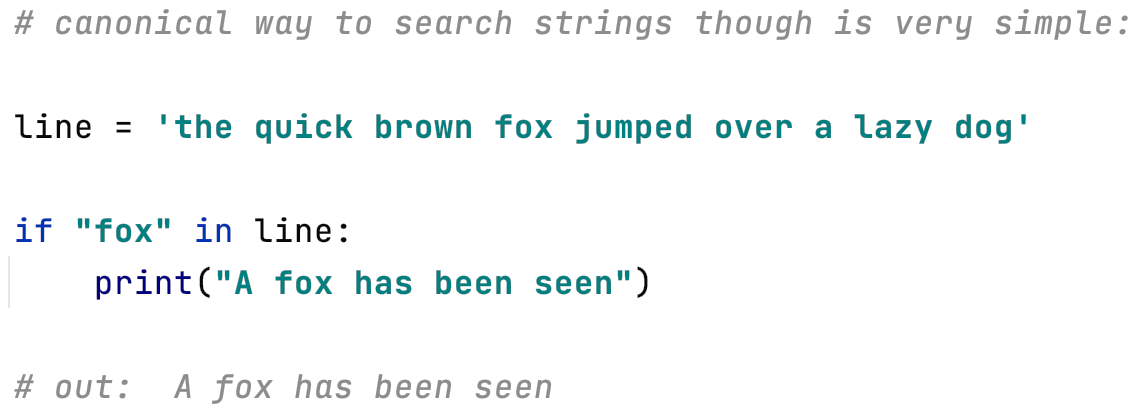 # canonical way to search strings though is very simple:
line = 'the quick brown fox jumped over a lazy dog'
if "fox" in line:
    print("A fox has been seen")
# out:  A fox has been seen